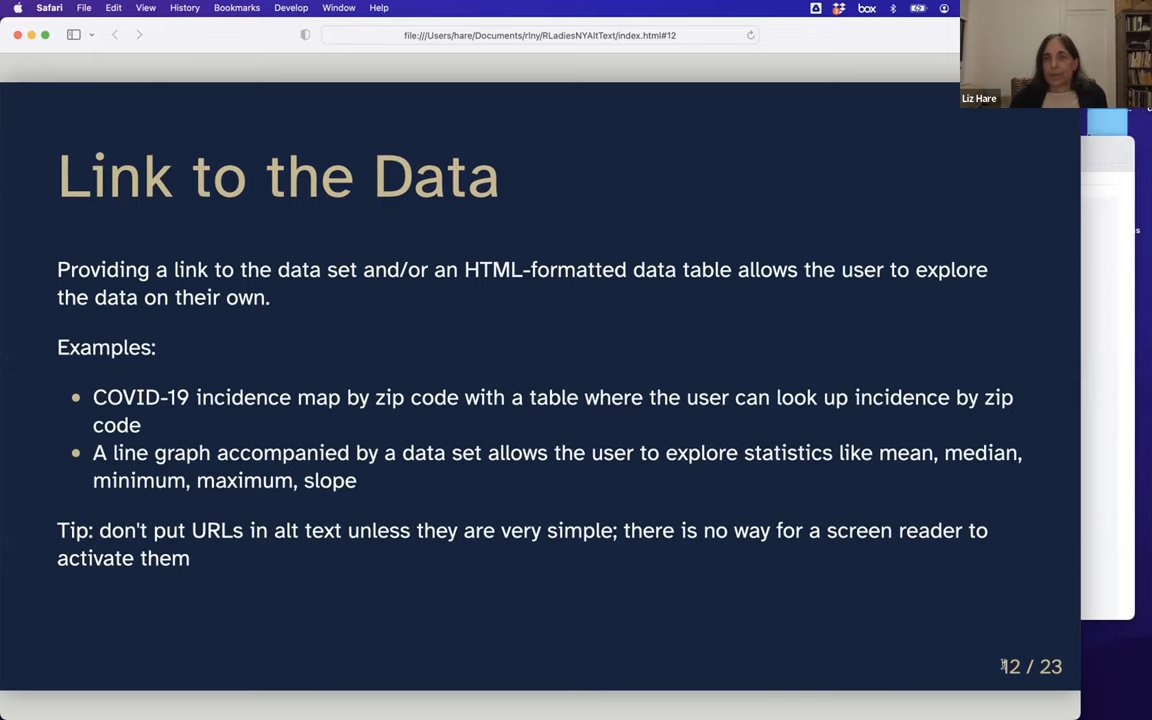 Safari File Edit View History Bookmarks Develop Window Help box
file:///Users/hare/Documents/rlny/RLadiesNYAltText/index.html#12
Liz Hare
Link to the Data
Providing a link to the data set and/or an HTML-formatted data table allows the user to explore
the data on their own.
Examples:
COVID-19 incidence map by zip code with a table where the user can look up incidence by zip
code
A line graph accompanied by a data set allows the user to explore statistics like mean, median,
minimum, maximum, slope
Tip: don't put URLs in alt text unless they are very simple; there is no way for a screen reader to
activate them
12 / 23